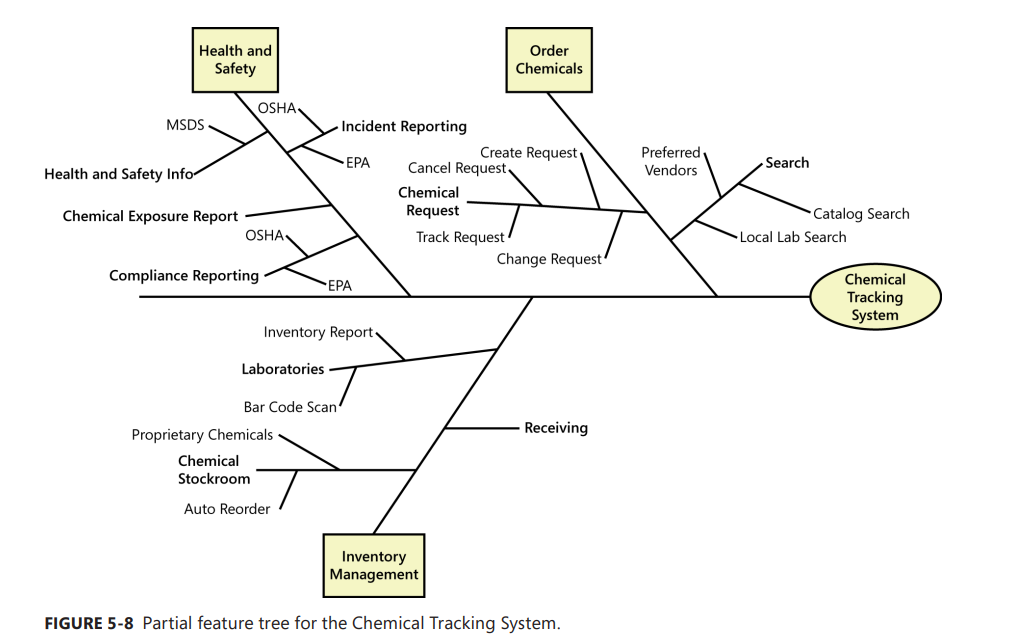 Health and
Safety
Order
Chemicals
OSHA
MSDS
Incident Reporting
EPA
Health and Safety Info
Chemical Exposure Report
OSHA
Compliance Reporting
EPA
Create Request
Cancel Request
Chemical
Request
Track Request
Change Request
Preferred
Vendors
Search
Catalog Search
Local Lab Search
Chemical
Tracking
System
Inventory Report
Laboratories
Bar Code Scan
Receiving
Proprietary Chemicals
Chemical
Stockroom
Auto Reorder
Inventory
Management
FIGURE 5-8 Partial feature tree for the Chemical Tracking System.